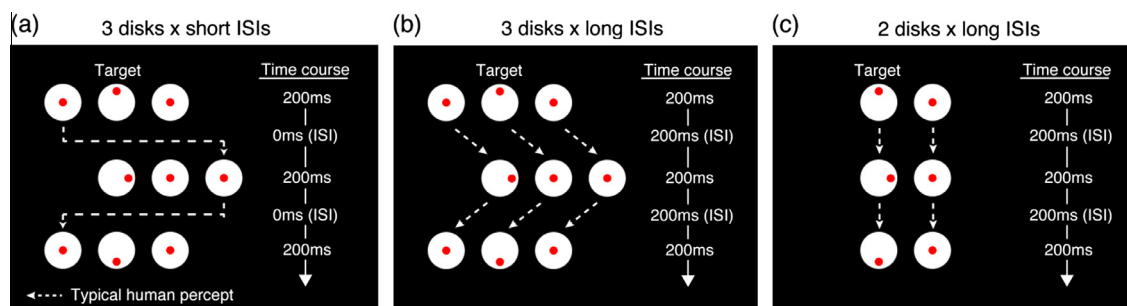 (a) 3 disks x short ISIs
Target
Time course
200ms
0ms (ISI)
200ms
0ms (ISI)
200ms
Typical human percept
(b) 3 disks x long ISIs
Target
Time course
200ms
200ms (ISI)
200ms
200ms (ISI)
200ms
(c) 2 disks x long ISIs
Target
Time course
200ms
200ms (ISI)
200ms
200ms (ISI)
200ms